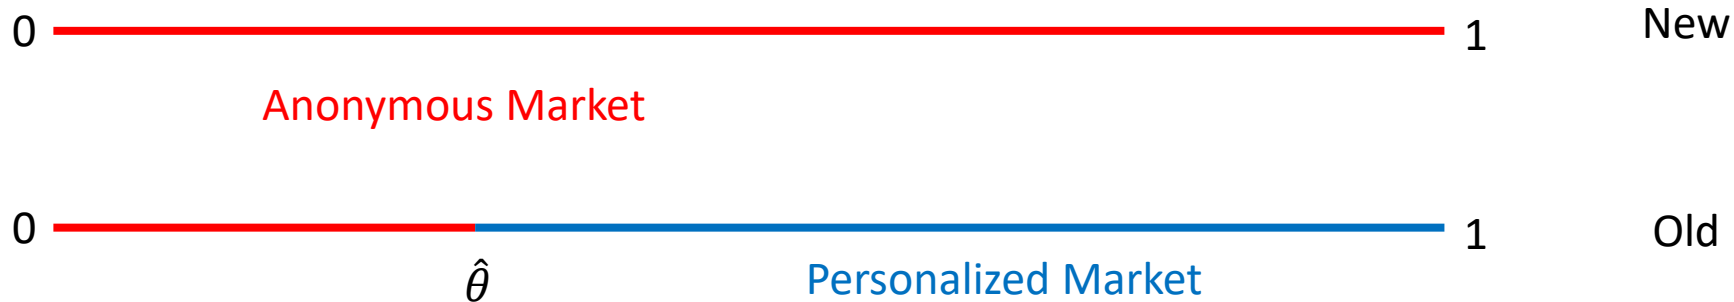 0 1 New
Anonymous Market
0 1 Old
θ̂ Personalized Market